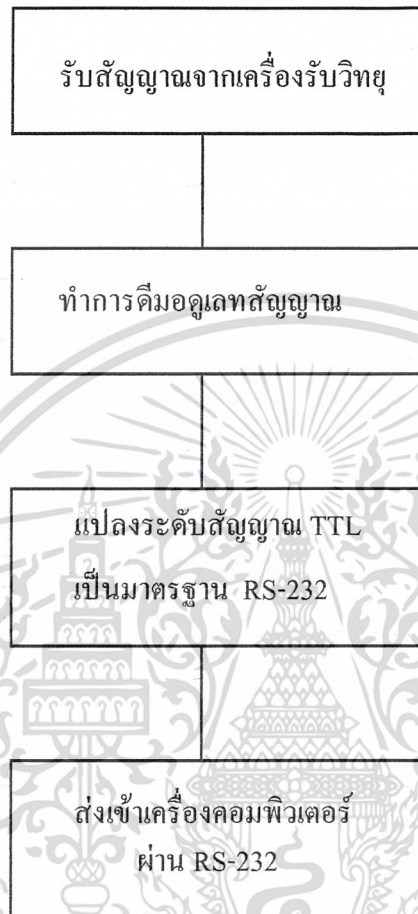 รับสัญญาณจากเครื่องรับวิทยุ
ทำการดีมอดูเลทสัญญาณ
แปลงระดับสัญญาณ TTL
เป็นมาตรฐาน RS-232
ส่งเข้าเครื่องคอมพิวเตอร์
ผ่าน RS-232